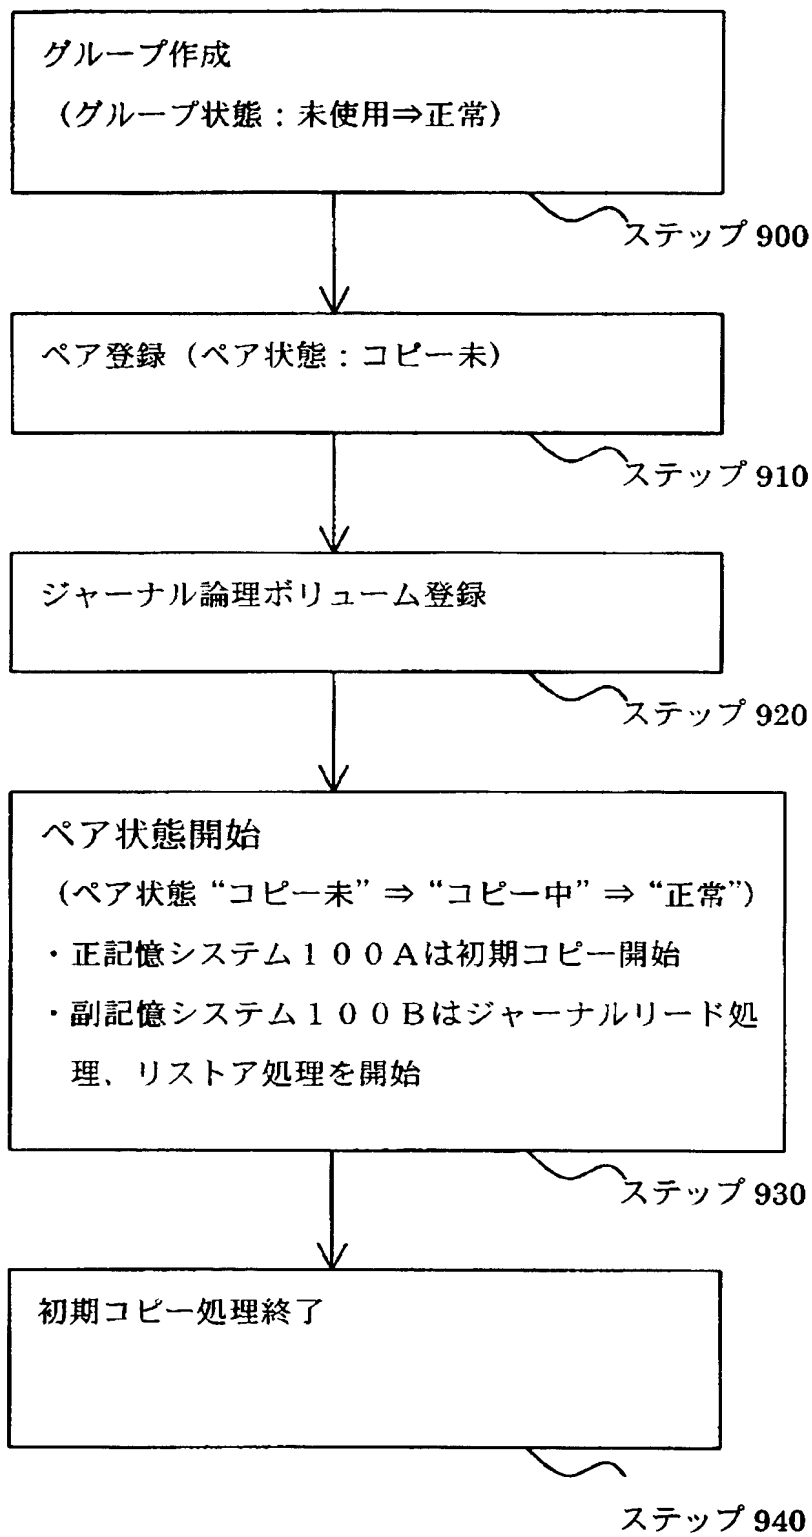 グループ作成
（グループ状態：未使用⇒正常）
ステップ 900
ペア登録（ペア状態：コピー未）
ステップ 910
ジャーナル論理ボリューム登録
ステップ 920
ペア状態開始
（ペア状態 “コピー未” ⇒ “コピー中” ⇒ “正常”）
・正記憶システム１００Ａは初期コピー開始
・副記憶システム１００Ｂはジャーナルリード処
理、リストア処理を開始
ステップ 930
初期コピー処理終了
ステップ 940